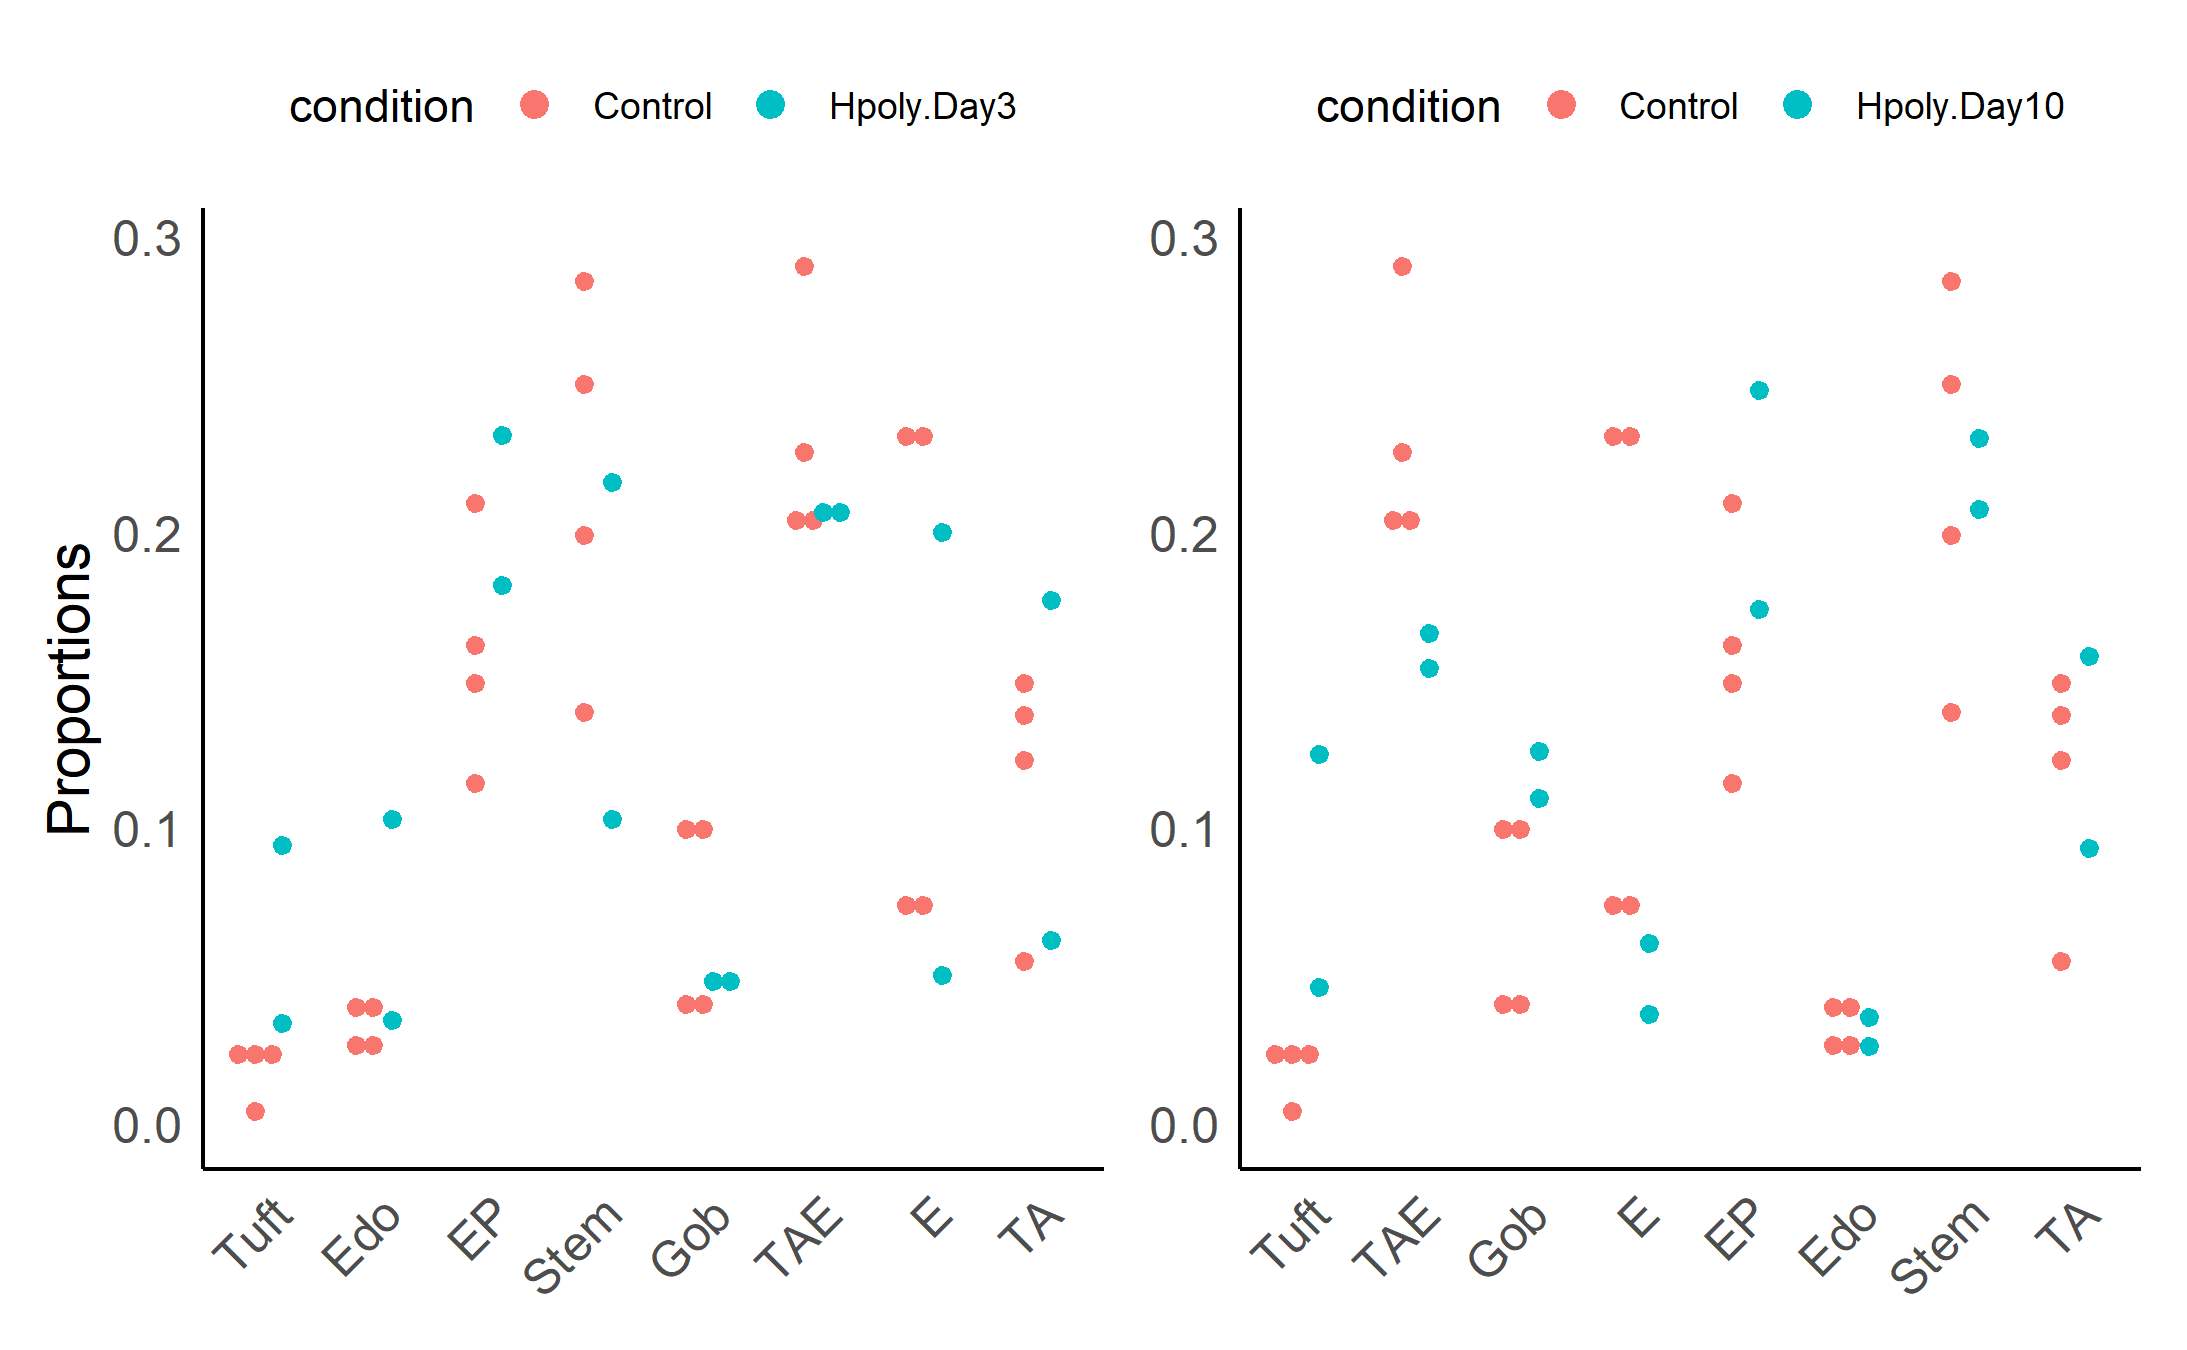 condition Control Hpoly.Day3
condition Control Hpoly.Day10
Proportions
0.3
0.2
0.1
0.0
Tuft Edo EP Stem Gob TAE E TA
0.3
0.2
0.1
0.0
Tuft TAE Gob E EP Edo Stem TA